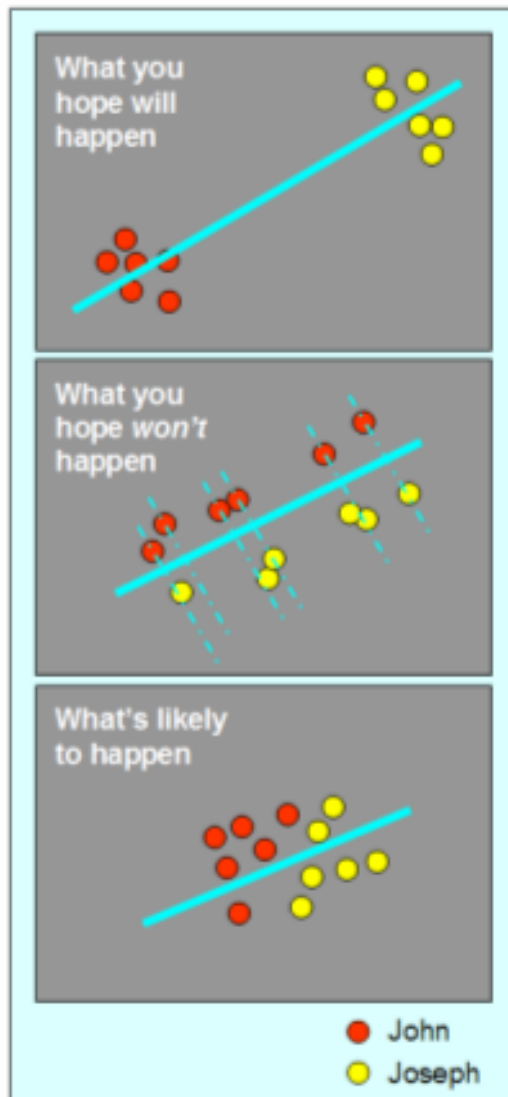 What you
hope will
happen
What you
hope won't
happen
What's likely
to happen
John
Joseph